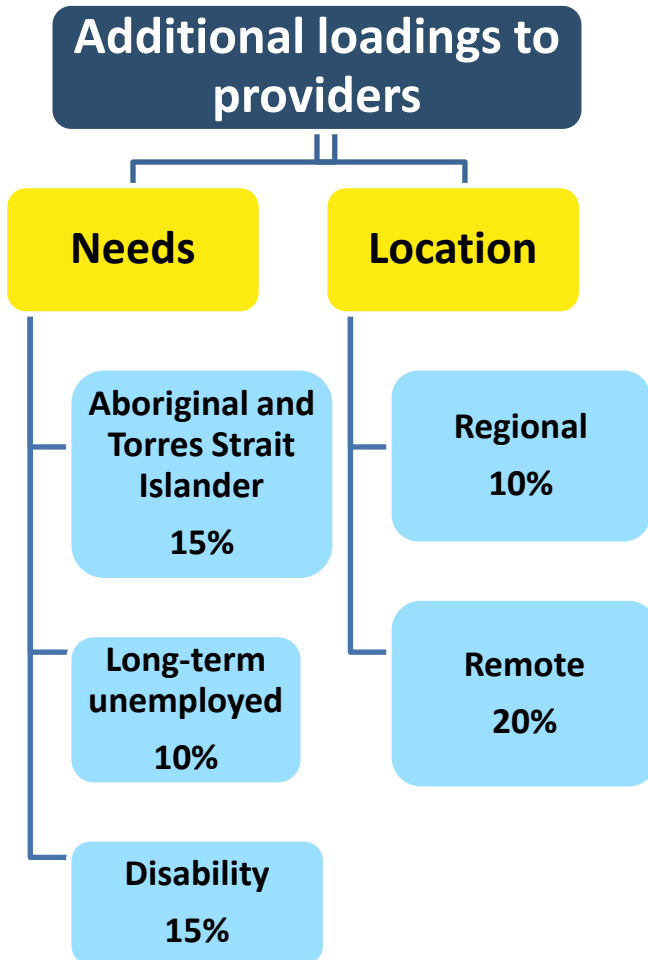 Additional loadings to
providers
Needs
Aboriginal and
Torres Strait
Islander
15%
Long-term
unemployed
10%
Disability
15%
Location
Regional
10%
Remote
20%